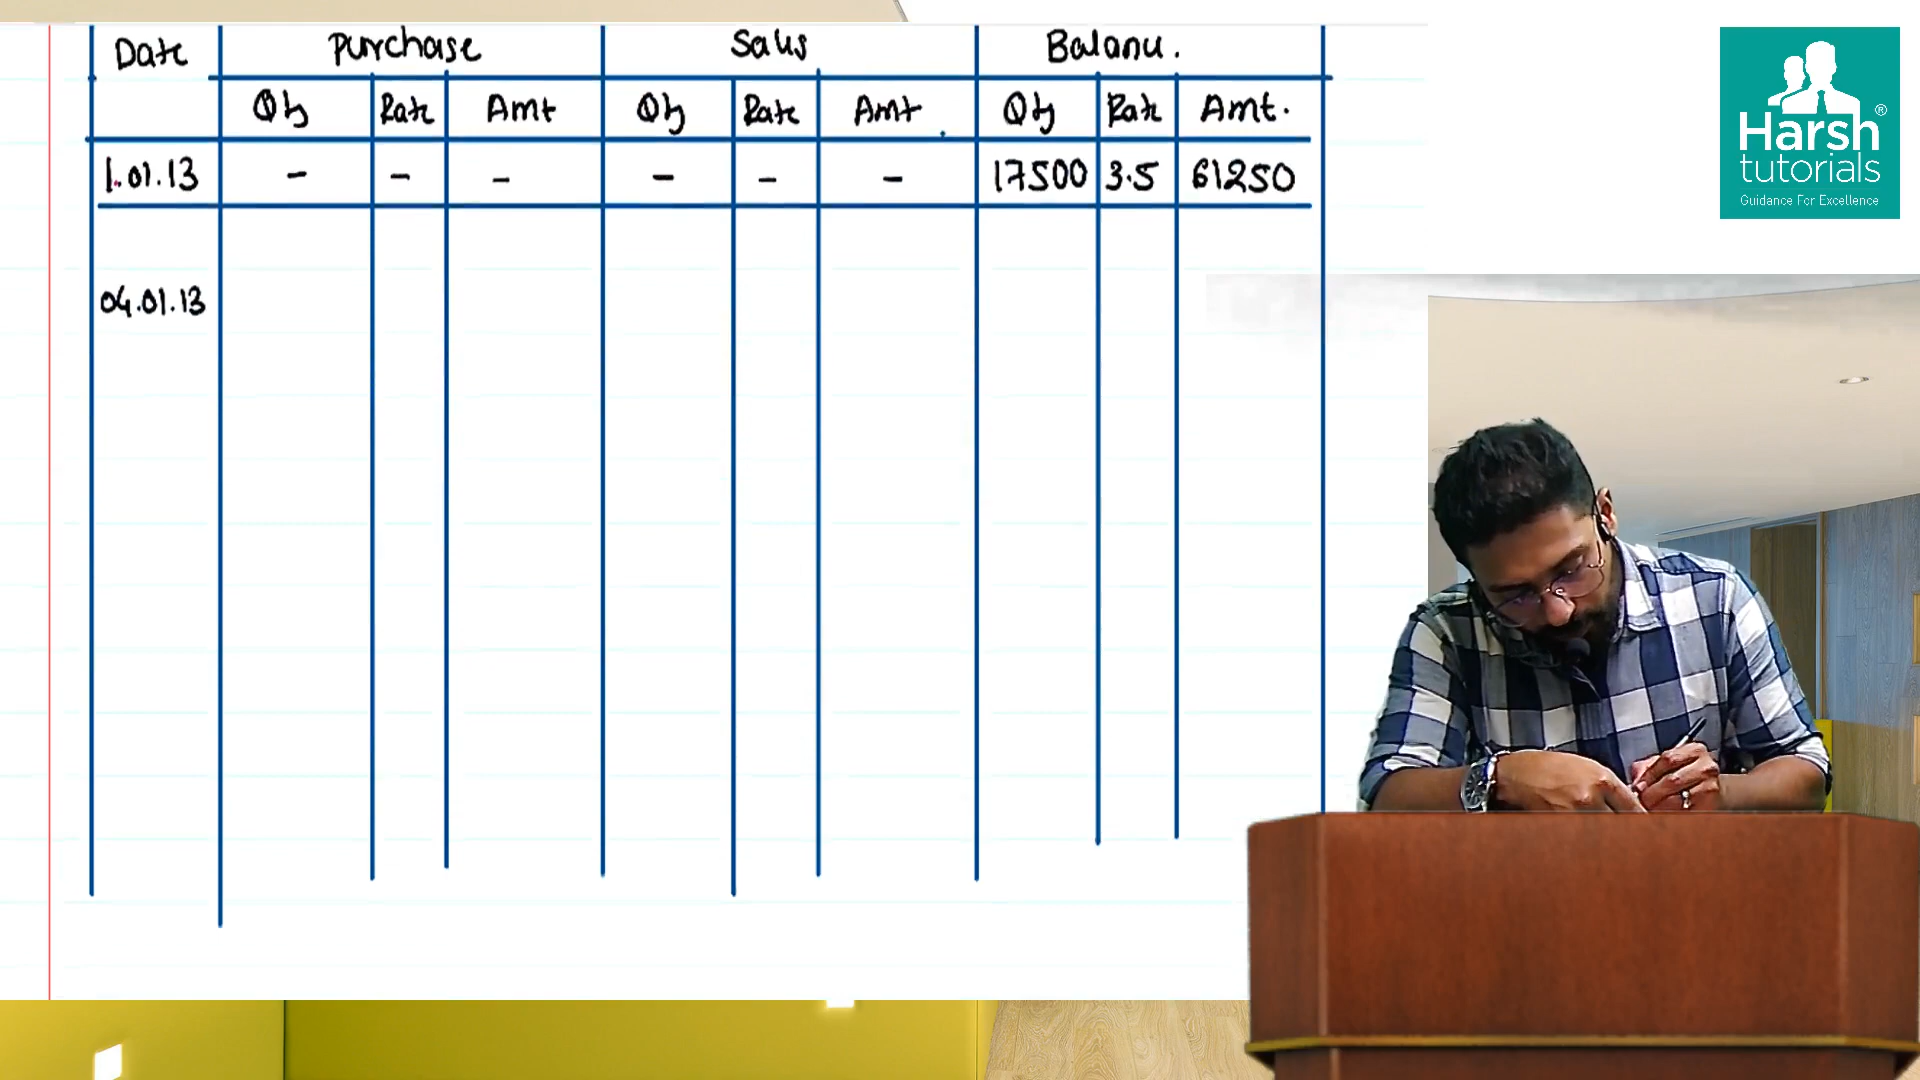 Date Purchase Sales Balance.
Qty Rate Amt Qty Rate Amt Qty Rate Amt.
1.01.13 - - - - - - 17500 3.5 61250
04.01.13
Harsh®
tutorials
Guidance For Excellence